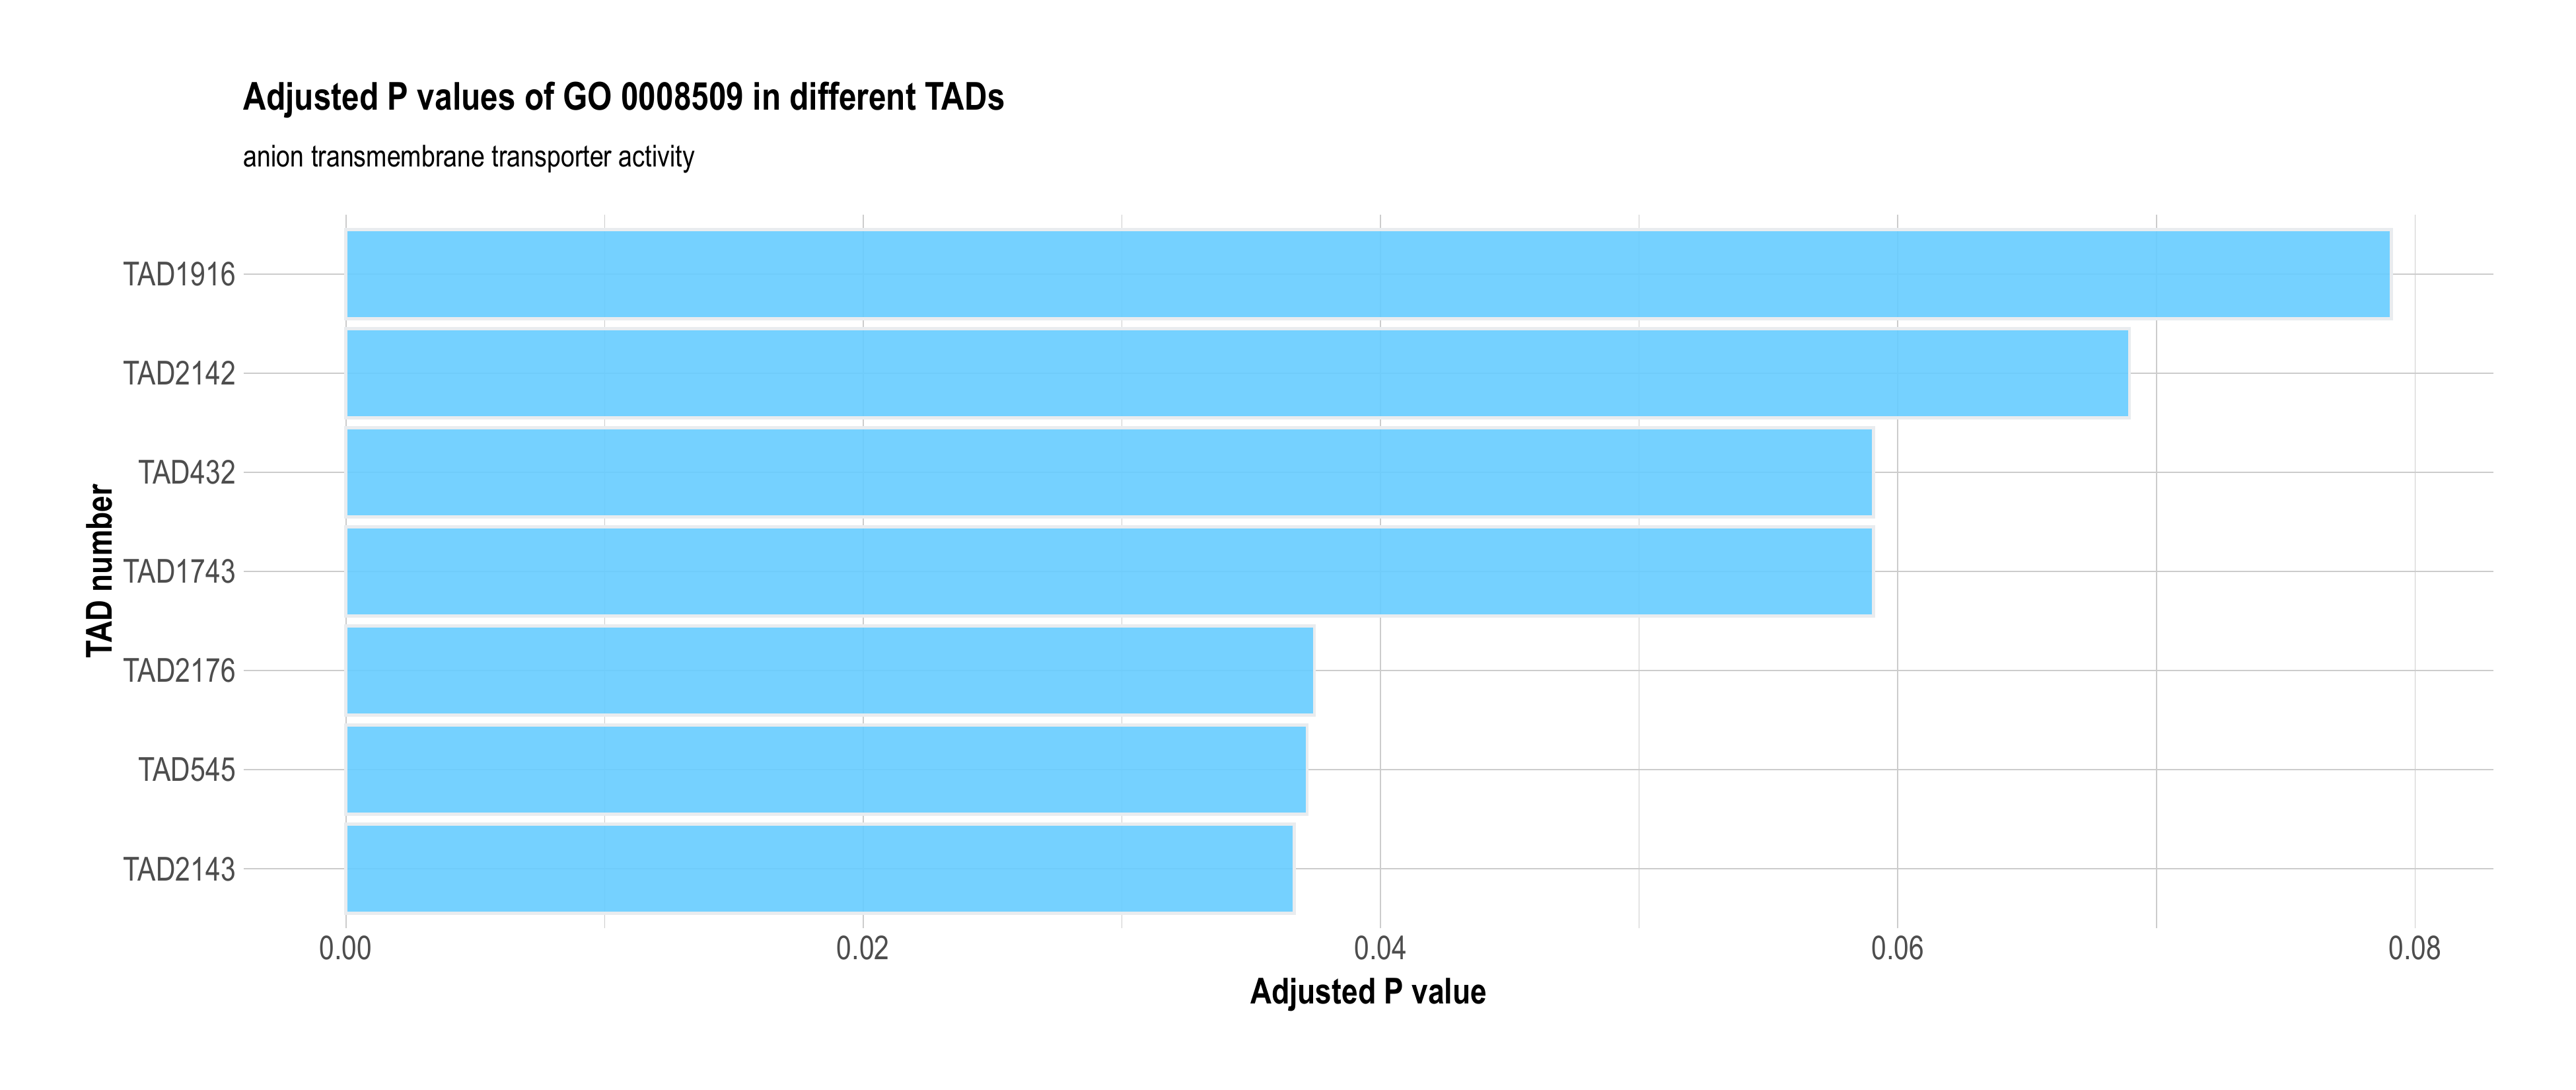 Adjusted P values of GO 0008509 in different TADs
anion transmembrane transporter activity
TAD number
TAD1916
TAD2142
TAD432
TAD1743
TAD2176
TAD545
TAD2143
0.00 0.02 0.04 0.06 0.08
Adjusted P value